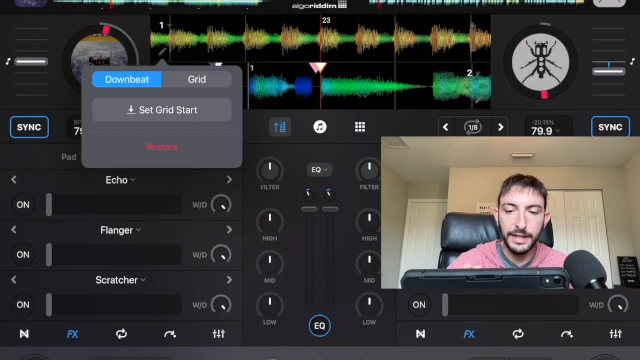 algoriddim
23
1
1
2
Downbeat
Grid
Set Grid Start
Restore
SYNC
79
Pad
1/8
-20.15%
79.9
SYNC
Echo
ON
W/D
Flanger
ON
W/D
Scratcher
ON
W/D
FX
EQ
FILTER
FILTER
HIGH
HIGH
MID
MID
LOW
LOW
EQ
ON
W/D
FX